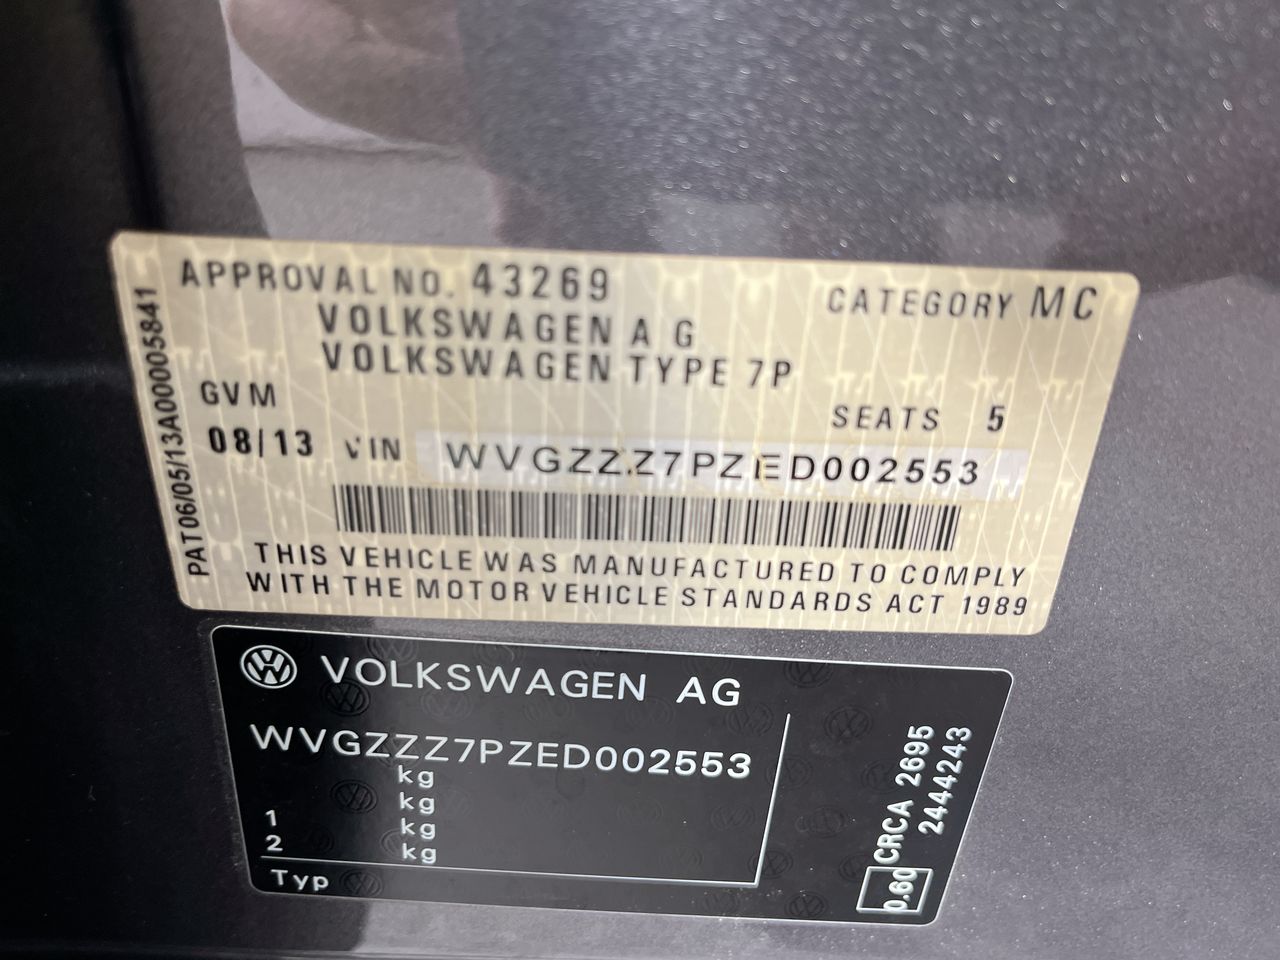 APPROVAL NO. 43269
CATEGORY MC
VOLKSWAGEN A G
VOLKSWAGEN TYPE 7P
GVM
SEATS 5
08/13 VIN WVGZZZ7PZED002553
THIS VEHICLE WAS MANUFACTURED TO COMPLY
WITH THE MOTOR VEHICLE STANDARDS ACT 1989
PAT06/05/13A00005841
VOLKSWAGEN AG
WVGZZZ7PZED002553
kg
kg
1 kg
2 kg
Typ
0.60 CRCA 2695
2444243